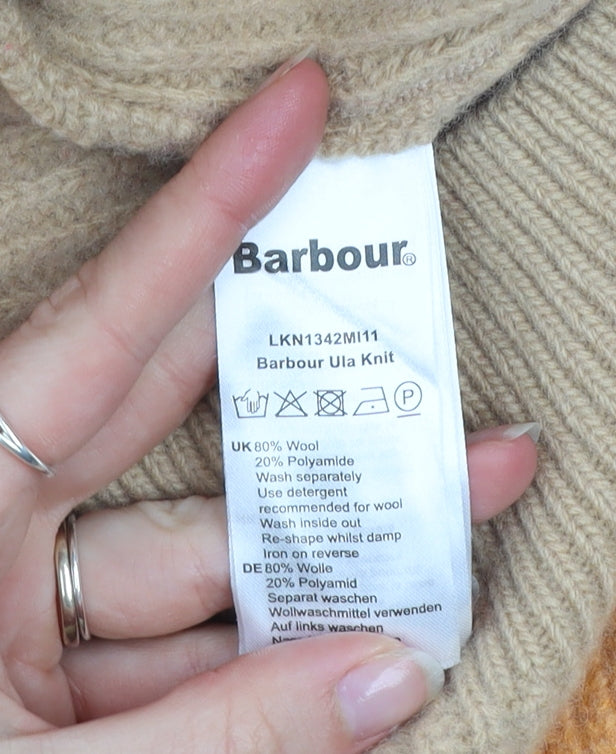 Barbour®
LKN1342MI11
Barbour Ula Knit
P
UK 80% Wool
20% Polyamide
Wash separately
Use detergent
recommended for wool
Wash inside out
Re-shape whilst damp
Iron on reverse
DE 80% Wolle
20% Polyamid
Separat waschen
Wollwaschmittel verwenden
Auf links waschen